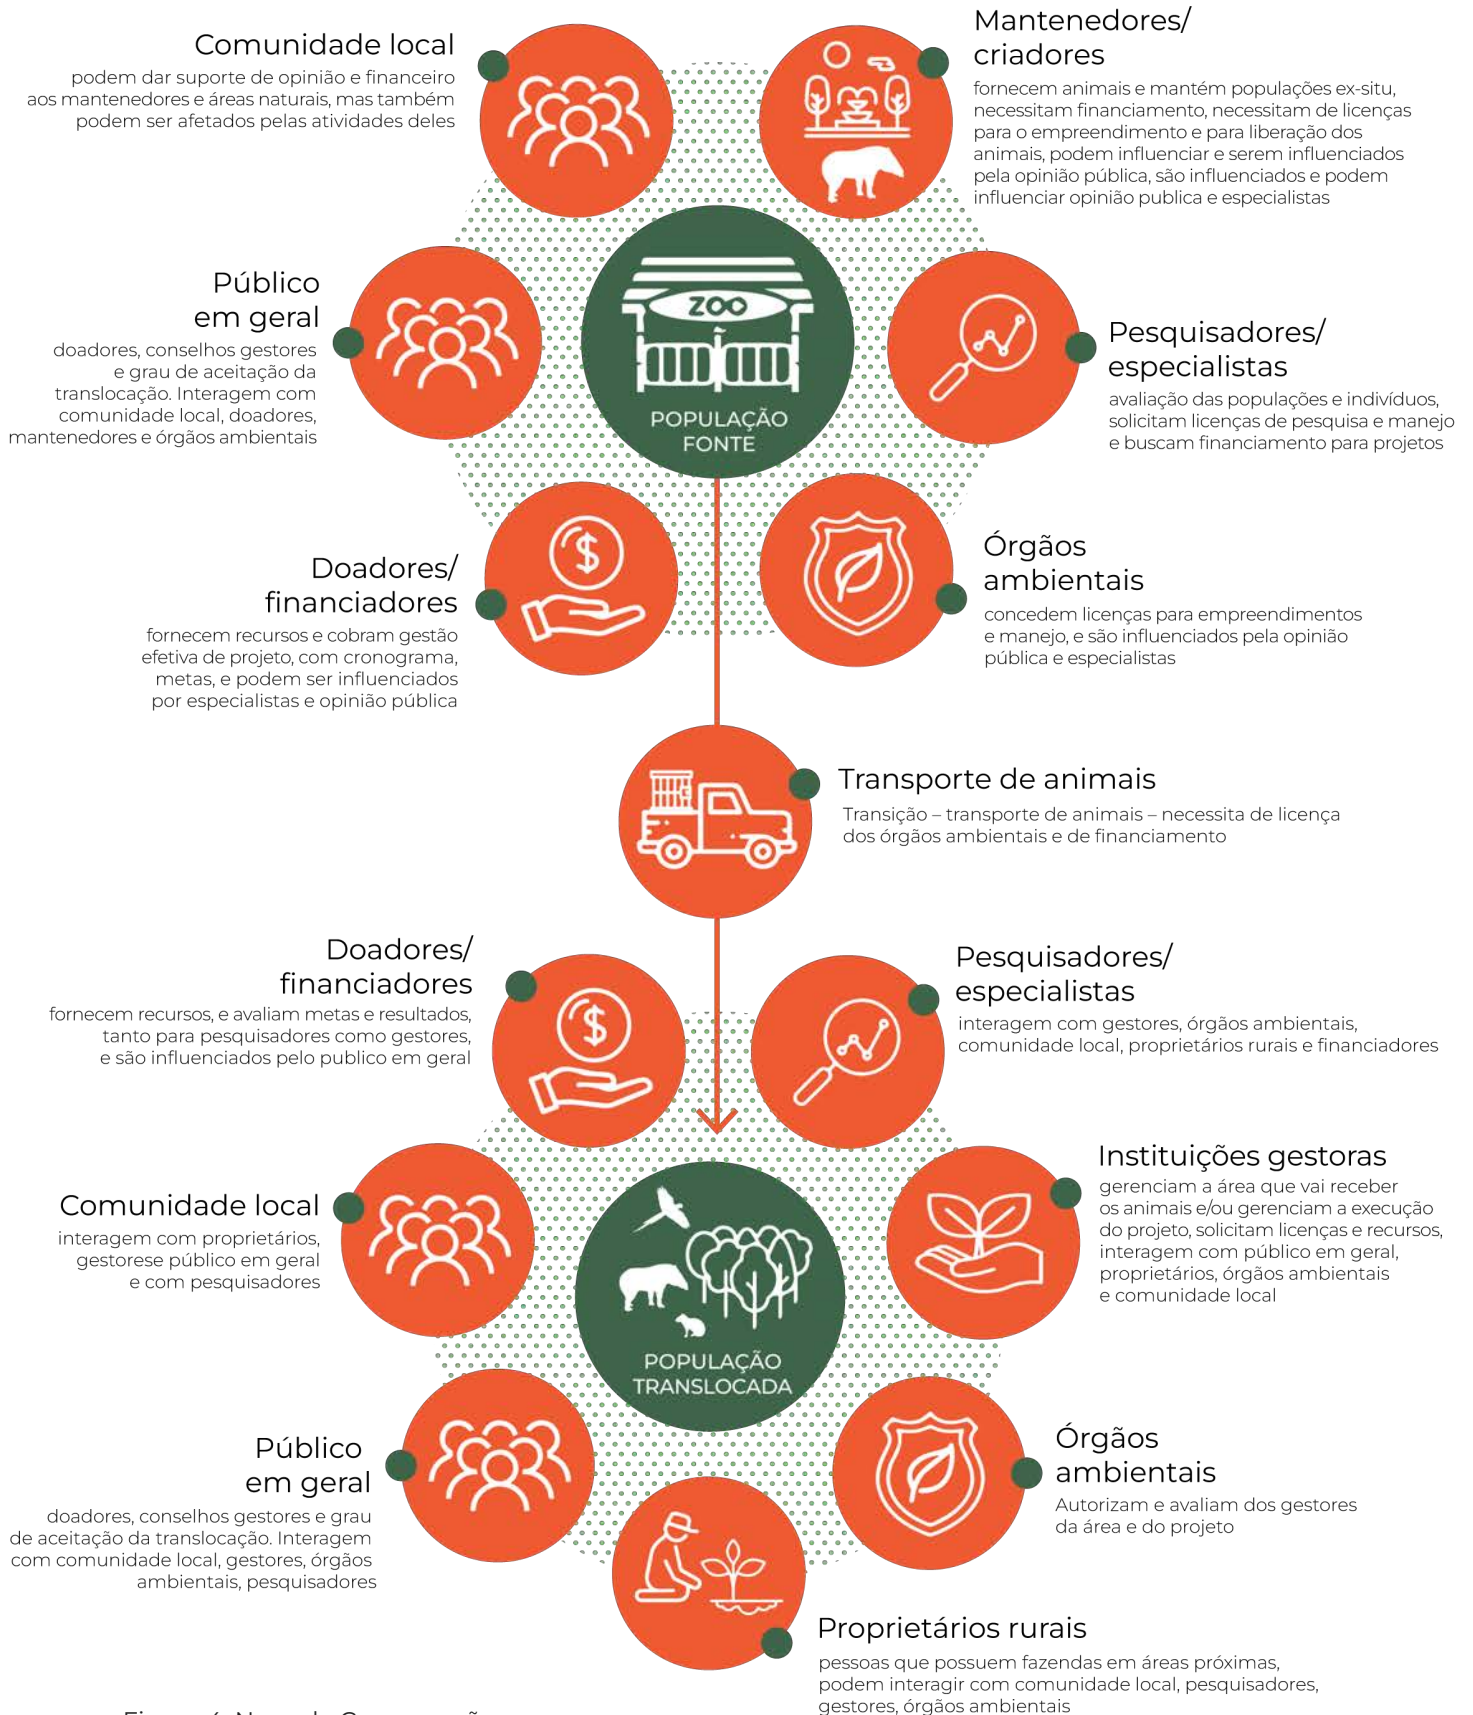 Comunidade local
podem dar suporte de opinião e financeiro
aos mantenedores e áreas naturais, mas também
podem ser afetados pelas atividades deles
Mantenedores/
criadores
fornecem animais e mantém populações ex-situ,
necessitam financiamento, necessitam de licenças
para o empreendimento e para liberação dos
animais, podem influenciar e serem influenciados
pela opinião pública, são influenciados e podem
influenciar opinião publica e especialistas
Público
em geral
doadores, conselhos gestores
e grau de aceitação da
translocação. Interagem com
comunidade local, doadores,
mantenedores e órgãos ambientais
ZOO
POPULAÇÃO
FONTE
Pesquisadores/
especialistas
avaliação das populações e indivíduos,
solicitam licenças de pesquisa e manejo
e buscam financiamento para projetos
Doadores/
financiadores
fornecem recursos e cobram gestão
efetiva de projeto, com cronograma,
metas, e podem ser influenciados
por especialistas e opinião pública
$
Órgãos
ambientais
concedem licenças para empreendimentos
e manejo, e são influenciados pela opinião
pública e especialistas
Transporte de animais
Transição – transporte de animais – necessita de licença
dos órgãos ambientais e de financiamento
Doadores/
financiadores
fornecem recursos, e avaliam metas e resultados,
tanto para pesquisadores como gestores,
e são influenciados pelo publico em geral
$
Pesquisadores/
especialistas
interagem com gestores, órgãos ambientais,
comunidade local, proprietários rurais e financiadores
Comunidade local
interagem com proprietários,
gestorese público em geral
e com pesquisadores
Instituições gestoras
gerenciam a área que vai receber
os animais e/ou gerenciam a execução
do projeto, solicitam licenças e recursos,
interagem com público em geral,
proprietários, órgãos ambientais
e comunidade local
POPULAÇÃO
TRANSLOCADA
Público
em geral
doadores, conselhos gestores e grau
de aceitação da translocação. Interagem
com comunidade local, gestores, órgãos
ambientais, pesquisadores
Órgãos
ambientais
Autorizam e avaliam dos gestores
da área e do projeto
Proprietários rurais
pessoas que possuem fazendas em áreas próximas,
podem interagir com comunidade local, pesquisadores,
gestores, órgãos ambientais